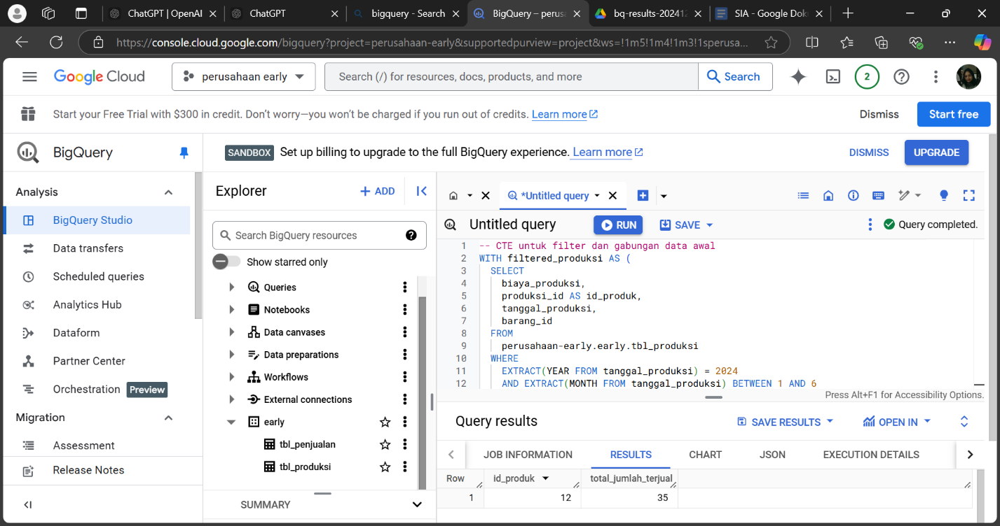 ChatGPT | OpenAI
ChatGPT
bigquery - Search
BigQuery – perus
bq-results-20241
SIA - Google Dok
https://console.cloud.google.com/bigquery?project=perusahaan-early&supportedpurview=project&ws=!1m5!1m4!1m3!1sperusa...
Google Cloud
perusahaan early
Search (/) for resources, docs, products, and more
Search
2
Start your Free Trial with $300 in credit. Don't worry—you won't be charged if you run out of credits. Learn more
Dismiss
Start free
BigQuery
SANDBOX Set up billing to upgrade to the full BigQuery experience. Learn more
DISMISS
UPGRADE
Analysis
BigQuery Studio
Data transfers
Scheduled queries
Analytics Hub
Dataform
Partner Center
Orchestration Preview
Migration
Assessment
Release Notes
Explorer
+ ADD
Search BigQuery resources
Show starred only
Queries
Notebooks
Data canvases
Data preparations
Workflows
External connections
early
tbl_penjualan
tbl_produksi
SUMMARY
*Untitled query
Untitled query
RUN
SAVE
Query completed.
1 -- CTE untuk filter dan gabungan data awal
2 WITH filtered_produksi AS (
3 SELECT
4 biaya_produksi,
5 produksi_id AS id_produk,
6 tanggal_produksi,
7 barang_id
8 FROM
9 perusahaan-early.early.tbl_produksi
10 WHERE
11 EXTRACT(YEAR FROM tanggal_produksi) = 2024
12 AND EXTRACT(MONTH FROM tanggal_produksi) BETWEEN 1 AND 6
Press Alt+F1 for Accessibility Options.
Query results
SAVE RESULTS
OPEN IN
JOB INFORMATION
RESULTS
CHART
JSON
EXECUTION DETAILS
Row id_produk total_jumlah_terjual
1 12 35